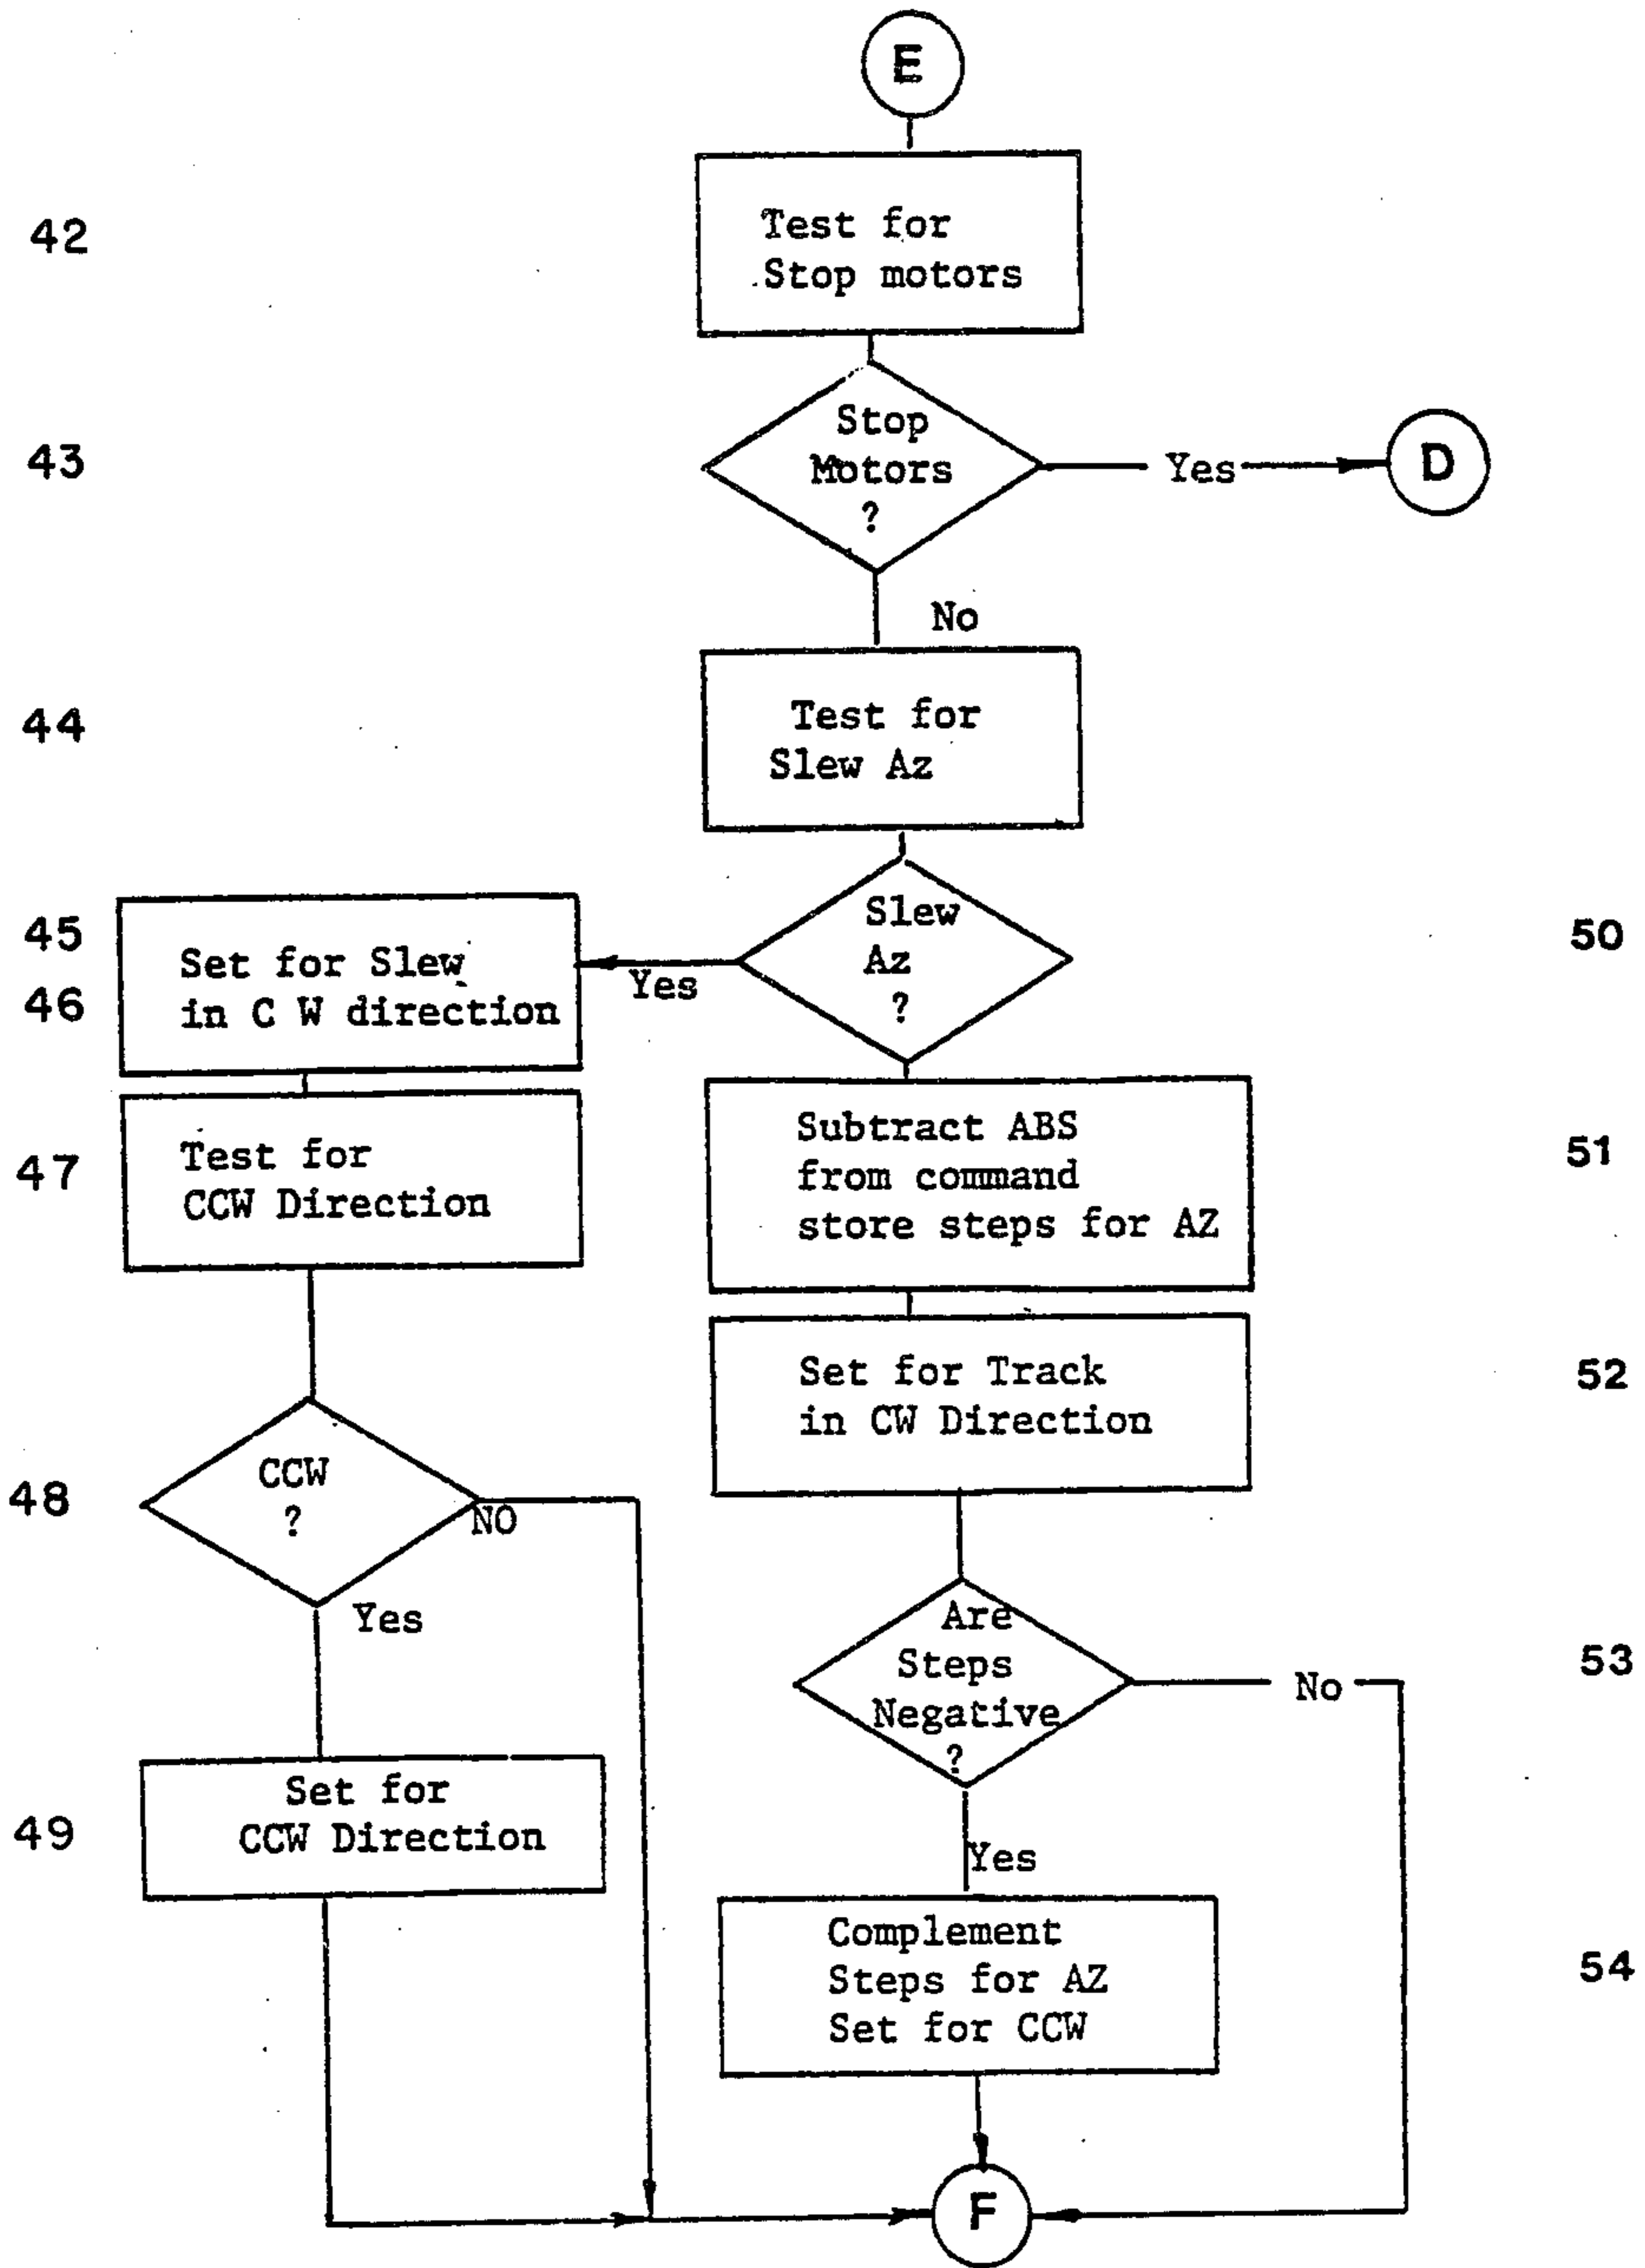 E
42
Test for
Stop motors
43
Stop
Motors
?
Yes
D
No
44
Test for
Slew Az
45
46
Set for Slew
in C W direction
Yes
Slew
Az
?
50
47
Test for
CCW Direction
Subtract ABS
from command
store steps for AZ
51
Set for Track
in CW Direction
52
48
CCW
?
NO
Yes
Are
Steps
Negative
?
No
53
49
Set for
CCW Direction
Yes
Complement
Steps for AZ
Set for CCW
54
F